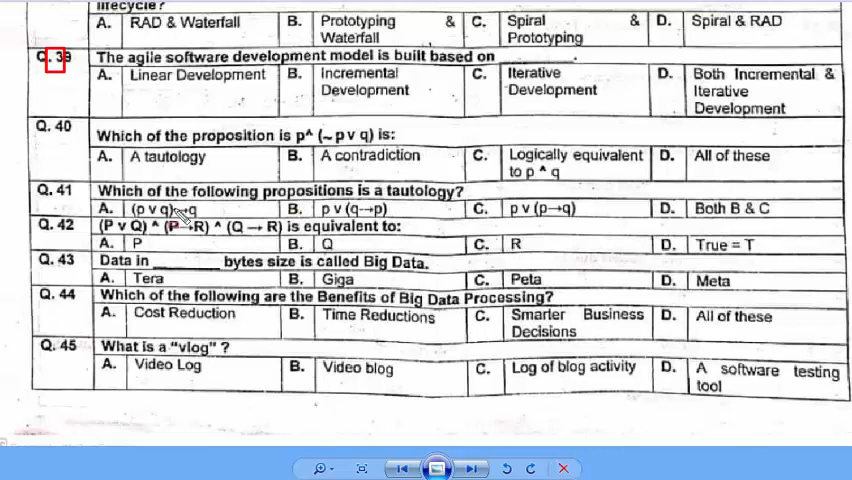 lifecycle?
A. RAD & Waterfall B. Prototyping & Waterfall C. Spiral & Prototyping D. Spiral & RAD
Q. 39 The agile software development model is built based on ________.
A. Linear Development B. Incremental Development C. Iterative Development D. Both Incremental & Iterative Development
Q. 40 Which of the proposition is p^ (~ p v q) is:
A. A tautology B. A contradiction C. Logically equivalent to p ^ q D. All of these
Q. 41 Which of the following propositions is a tautology?
A. (p v q)→q B. p v (q→p) C. p v (p→q) D. Both B & C
Q. 42 (P v Q) ^ (P→R) ^ (Q → R) is equivalent to:
A. P B. Q C. R D. True = T
Q. 43 Data in ________ bytes size is called Big Data.
A. Tera B. Giga C. Peta D. Meta
Q. 44 Which of the following are the Benefits of Big Data Processing?
A. Cost Reduction B. Time Reductions C. Smarter Business Decisions D. All of these
Q. 45 What is a “vlog” ?
A. Video Log B. Video blog C. Log of blog activity D. A software testing tool